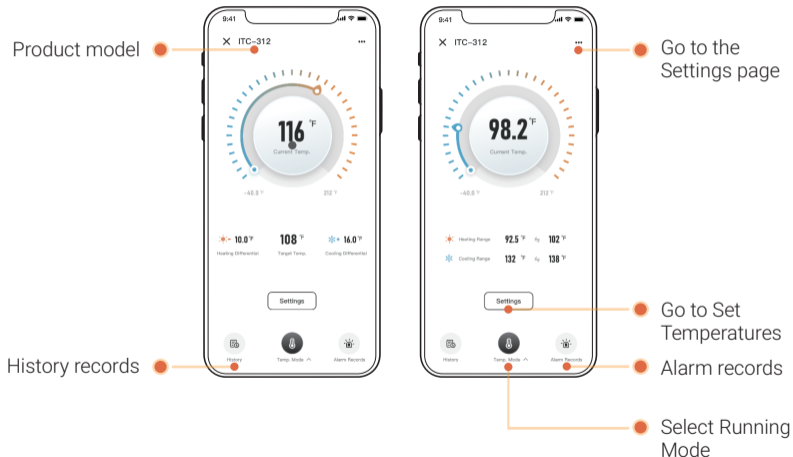 Product model
9:41
ITC-312
116 °F
Current Temp.
-40.0 °F
212 °F
- 10.0 °F
Heating Differential
108 °F
Target Temp.
+ 16.0 °F
Cooling Differential
Settings
History
Temp. Mode
Alarm Records
History records
9:41
ITC-312
98.2 °F
Current Temp.
-40.0 °F
212 °F
Heating Range 92.5 °F 102 °F
Cooling Range 132 °F 138 °F
Settings
History
Temp. Mode
Alarm Records
Go to the
Settings page
Go to Set
Temperatures
Alarm records
Select Running
Mode